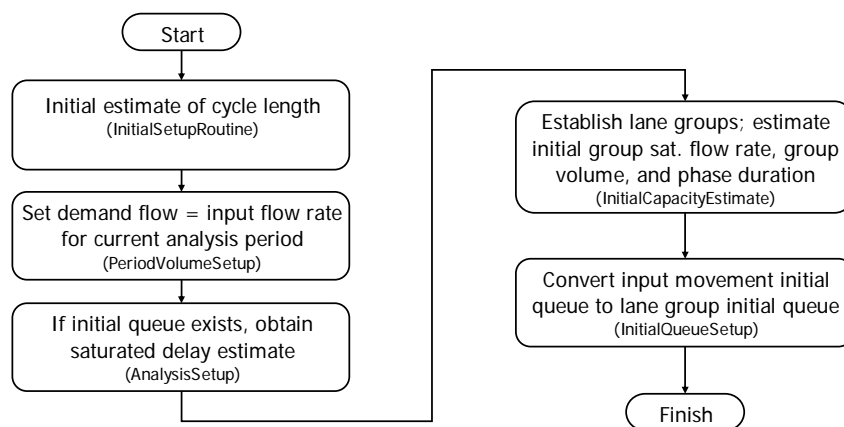 Start
Initial estimate of cycle length
(InitialSetupRoutine)
Set demand flow = input flow rate
for current analysis period
(PeriodVolumeSetup)
If initial queue exists, obtain
saturated delay estimate
(AnalysisSetup)
Establish lane groups; estimate
initial group sat. flow rate, group
volume, and phase duration
(InitialCapacityEstimate)
Convert input movement initial
queue to lane group initial queue
(InitialQueueSetup)
Finish